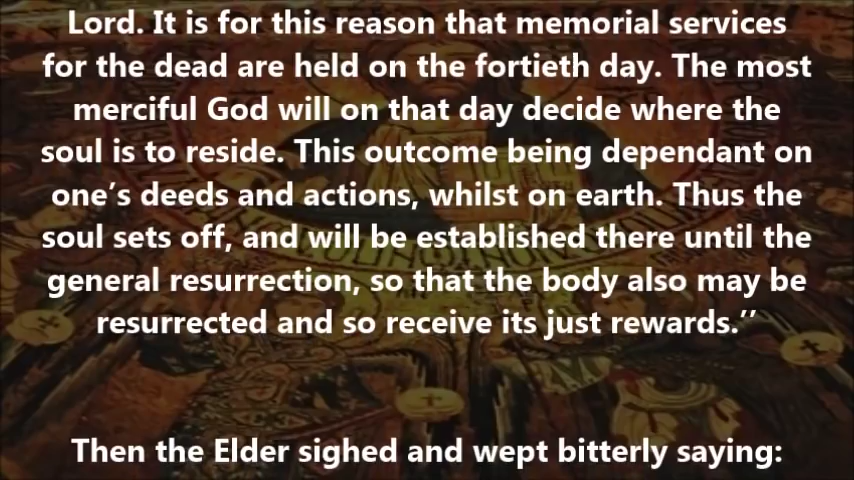 Lord. It is for this reason that memorial services
for the dead are held on the fortieth day. The most
merciful God will on that day decide where the
soul is to reside. This outcome being dependant on
one’s deeds and actions, whilst on earth. Thus the
soul sets off, and will be established there until the
general resurrection, so that the body also may be
resurrected and so receive its just rewards.’’
Then the Elder sighed and wept bitterly saying: